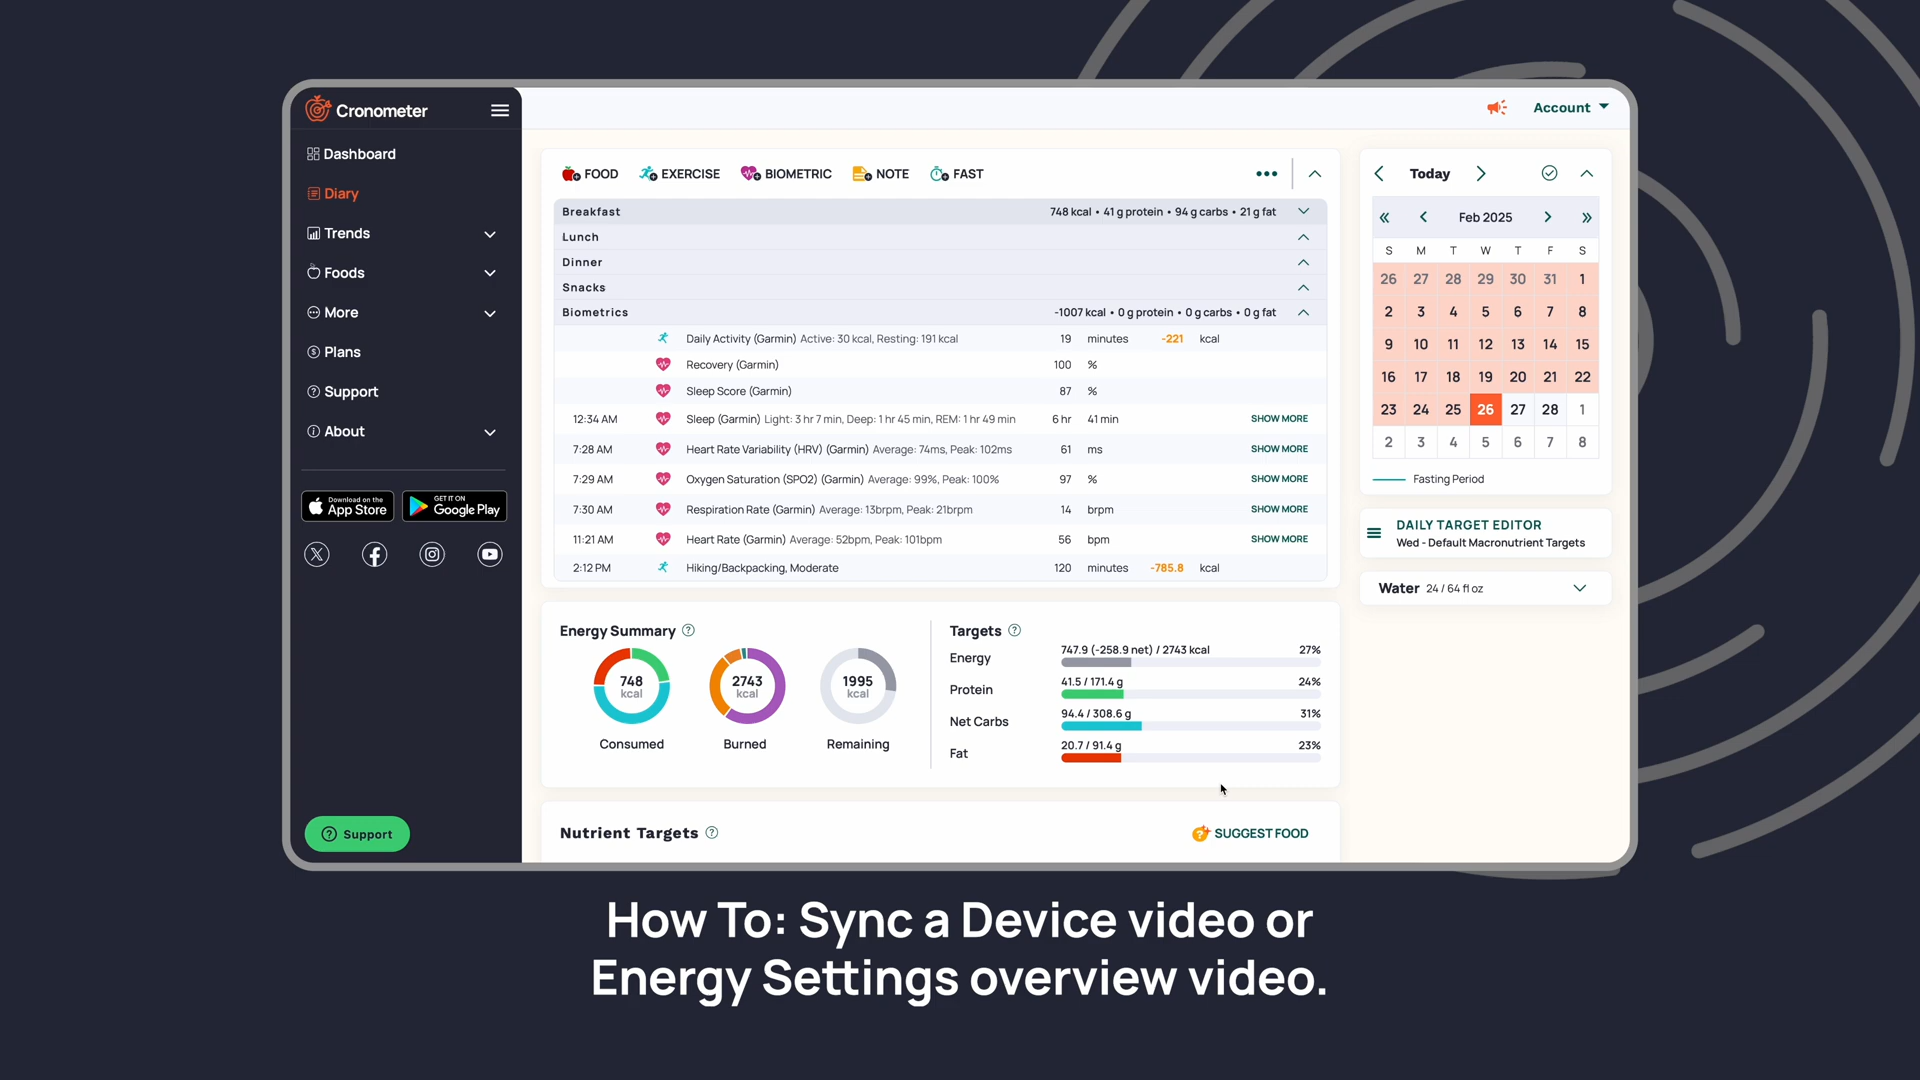 Cronometer
Dashboard
Diary
Trends
Foods
More
Plans
Support
About
Download on the
App Store
GET IT ON
Google Play
Support
Account
FOOD EXERCISE BIOMETRIC NOTE FAST
Breakfast 748 kcal • 41 g protein • 94 g carbs • 21 g fat
Lunch
Dinner
Snacks
Biometrics -1007 kcal • 0 g protein • 0 g carbs • 0 g fat
Daily Activity (Garmin) Active: 30 kcal, Resting: 191 kcal 19 minutes -221 kcal
Recovery (Garmin) 100 %
Sleep Score (Garmin) 87 %
12:34 AM Sleep (Garmin) Light: 3 hr 7 min, Deep: 1 hr 45 min, REM: 1 hr 49 min 6 hr 41 min SHOW MORE
7:28 AM Heart Rate Variability (HRV) (Garmin) Average: 74ms, Peak: 102ms 61 ms SHOW MORE
7:29 AM Oxygen Saturation (SPO2) (Garmin) Average: 99%, Peak: 100% 97 % SHOW MORE
7:30 AM Respiration Rate (Garmin) Average: 13brpm, Peak: 21brpm 14 brpm SHOW MORE
11:21 AM Heart Rate (Garmin) Average: 52bpm, Peak: 101bpm 56 bpm SHOW MORE
2:12 PM Hiking/Backpacking, Moderate 120 minutes -785.8 kcal
Energy Summary
748 kcal
Consumed
2743 kcal
Burned
1995 kcal
Remaining
Targets
Energy 747.9 (-258.9 net) / 2743 kcal 27%
Protein 41.5 / 171.4 g 24%
Net Carbs 94.4 / 308.6 g 31%
Fat 20.7 / 91.4 g 23%
Nutrient Targets SUGGEST FOOD
Today
Feb 2025
S M T W T F S
26 27 28 29 30 31 1
2 3 4 5 6 7 8
9 10 11 12 13 14 15
16 17 18 19 20 21 22
23 24 25 26 27 28 1
2 3 4 5 6 7 8
Fasting Period
DAILY TARGET EDITOR
Wed - Default Macronutrient Targets
Water 24 / 64 fl oz
How To: Sync a Device video or
Energy Settings overview video.